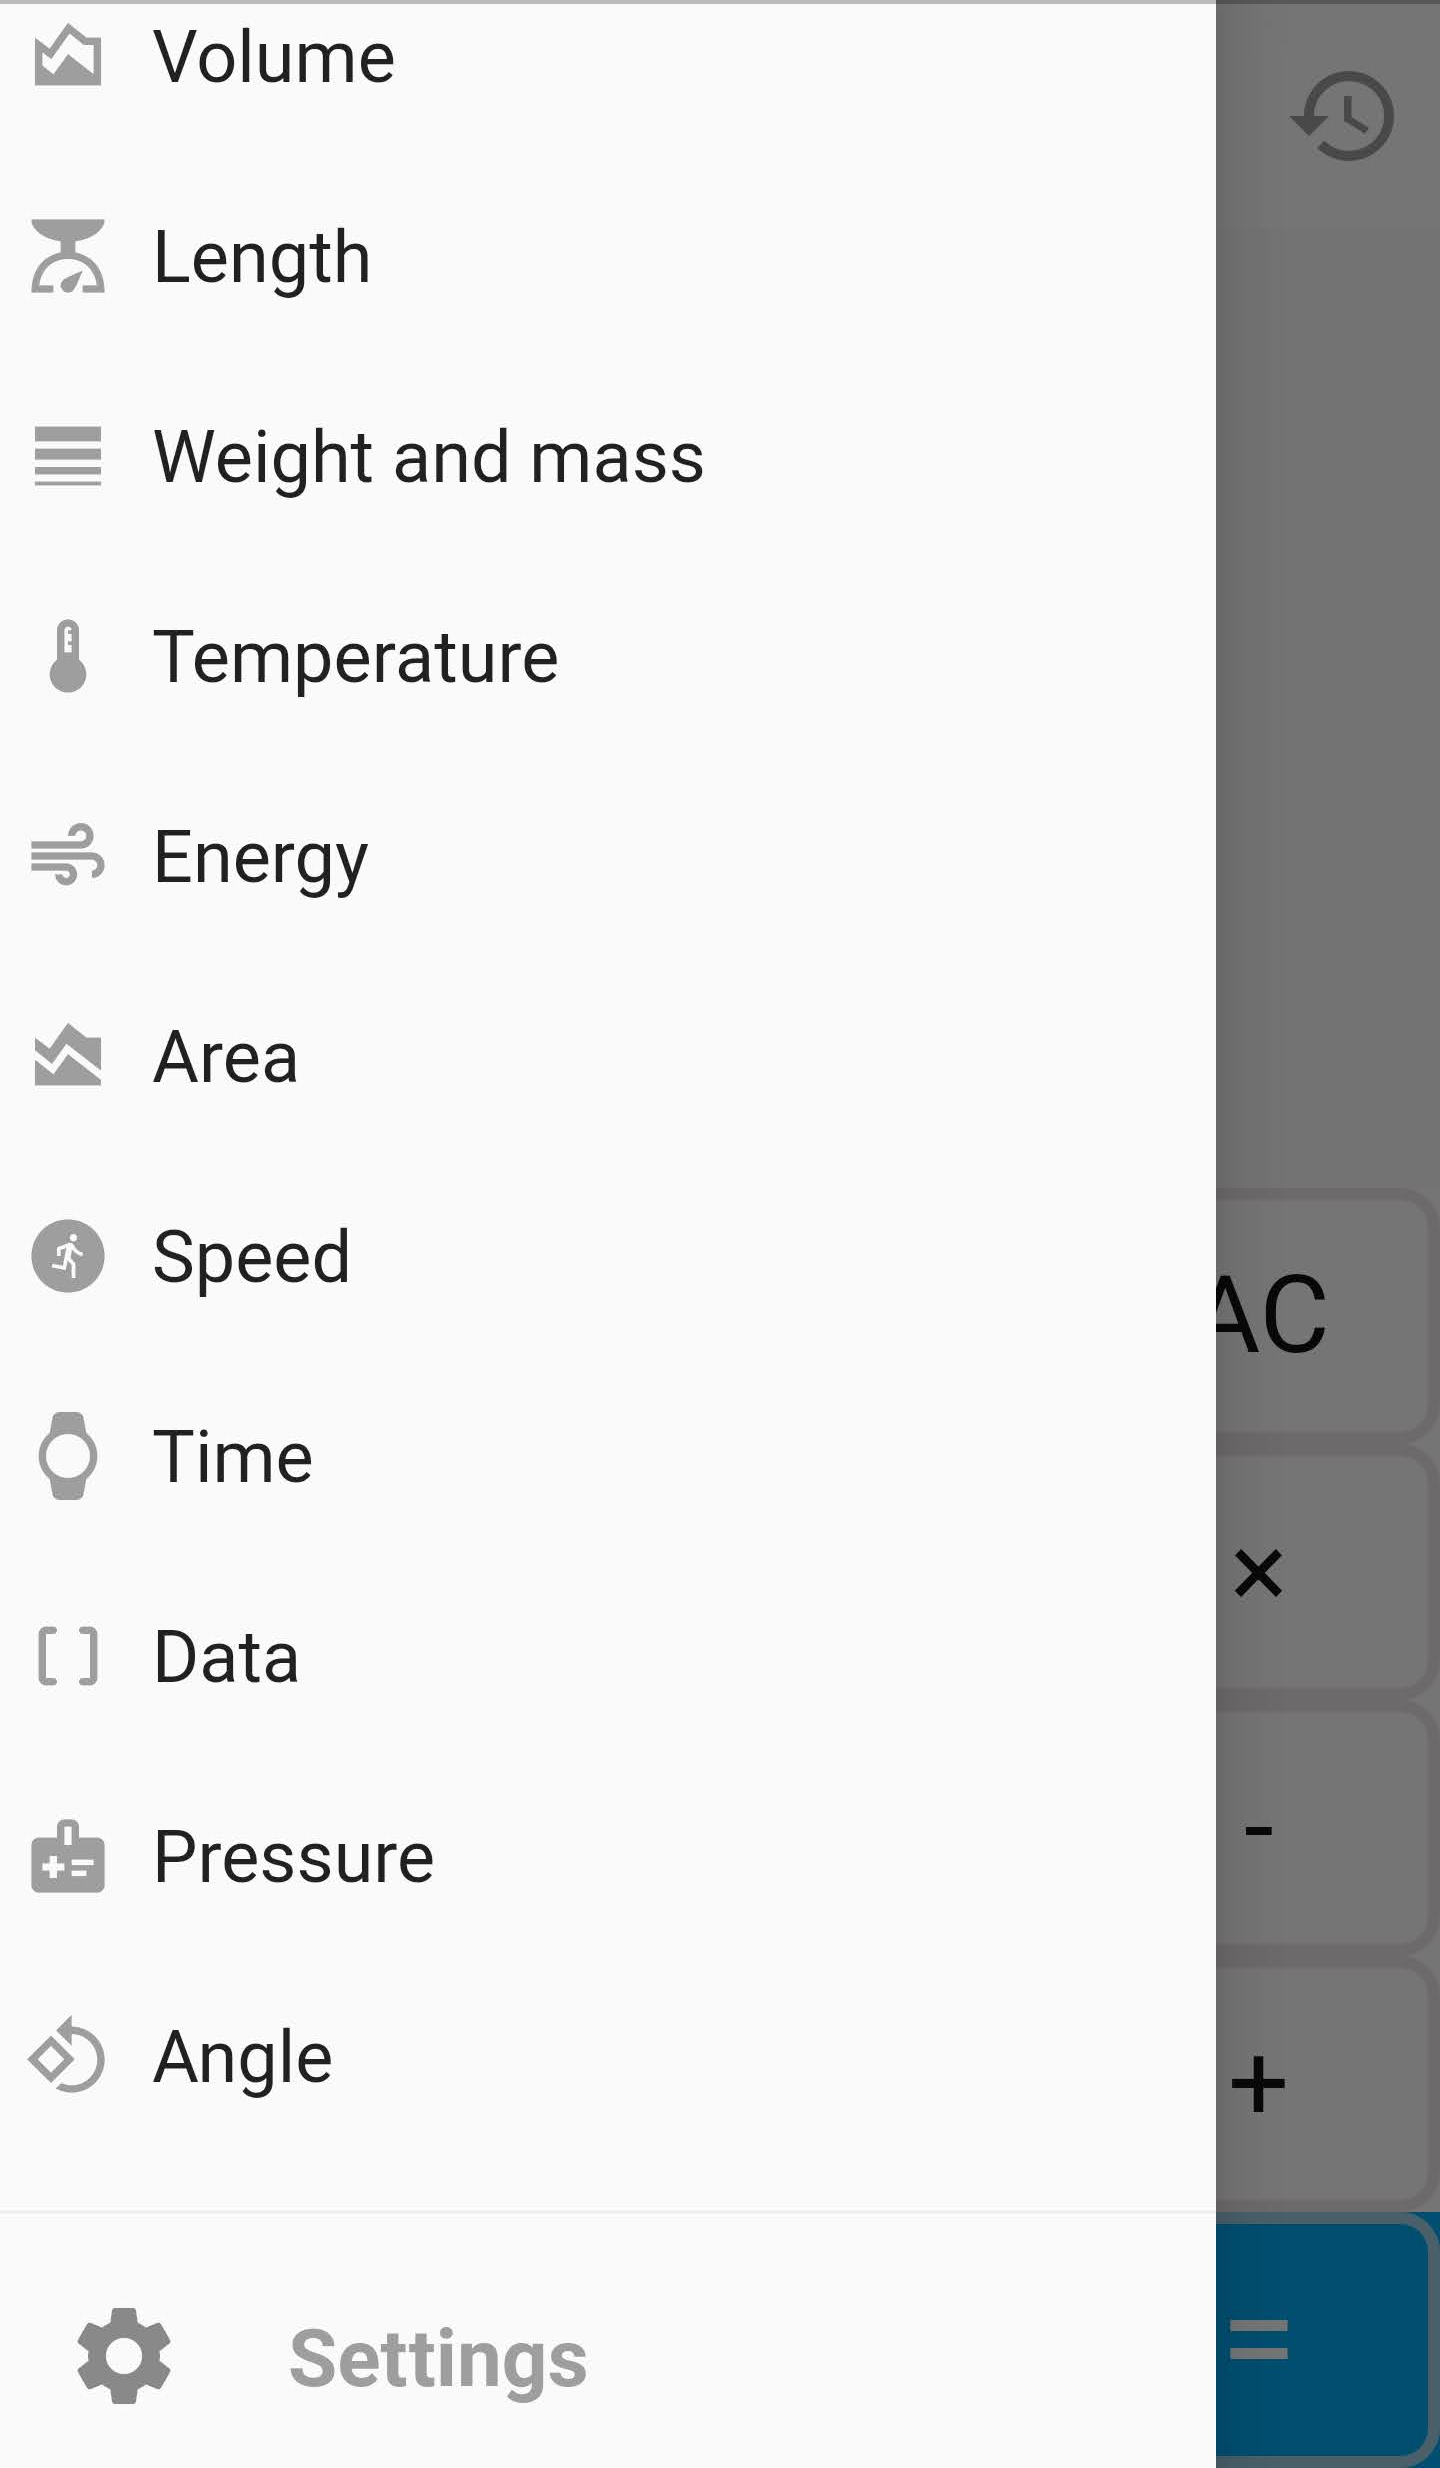 Volume
Length
Weight and mass
Temperature
Energy
Area
Speed
Time
Data
Pressure
Angle
Settings
AC
×
-
+
=